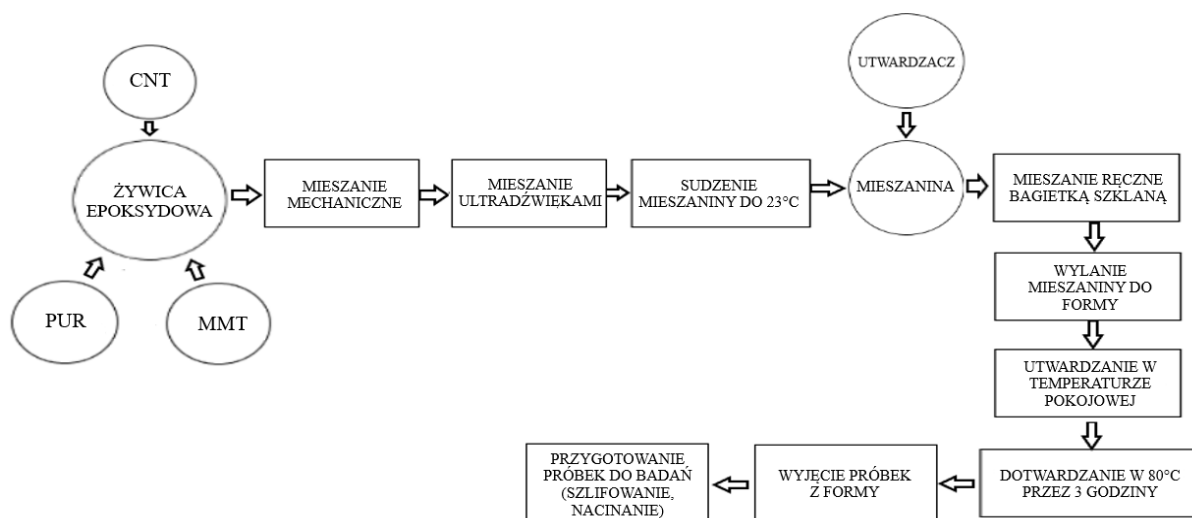 CNT
ŻYWICA
EPOKSYDOWA
PUR
MMT
MIESZANIE
MECHANICZNE
MIESZANIE
ULTRADŹWIĘKAMI
SUDZENIE
MIESZANINY DO 23°C
UTWARDZACZ
MIESZANINA
MIESZANIE RĘCZNE
BAGIETKĄ SZKLANĄ
WYLANIE
MIESZANINY DO
FORMY
UTWARDZANIE W
TEMPERATURZE
POKOJOWEJ
DOTWARDZANIE W 80°C
PRZEZ 3 GODZINY
WYJĘCIE PRÓBEK
Z FORMY
PRZYGOTOWANIE
PRÓBEK DO BADAŃ
(SZLIFOWANIE,
NACINANIE)